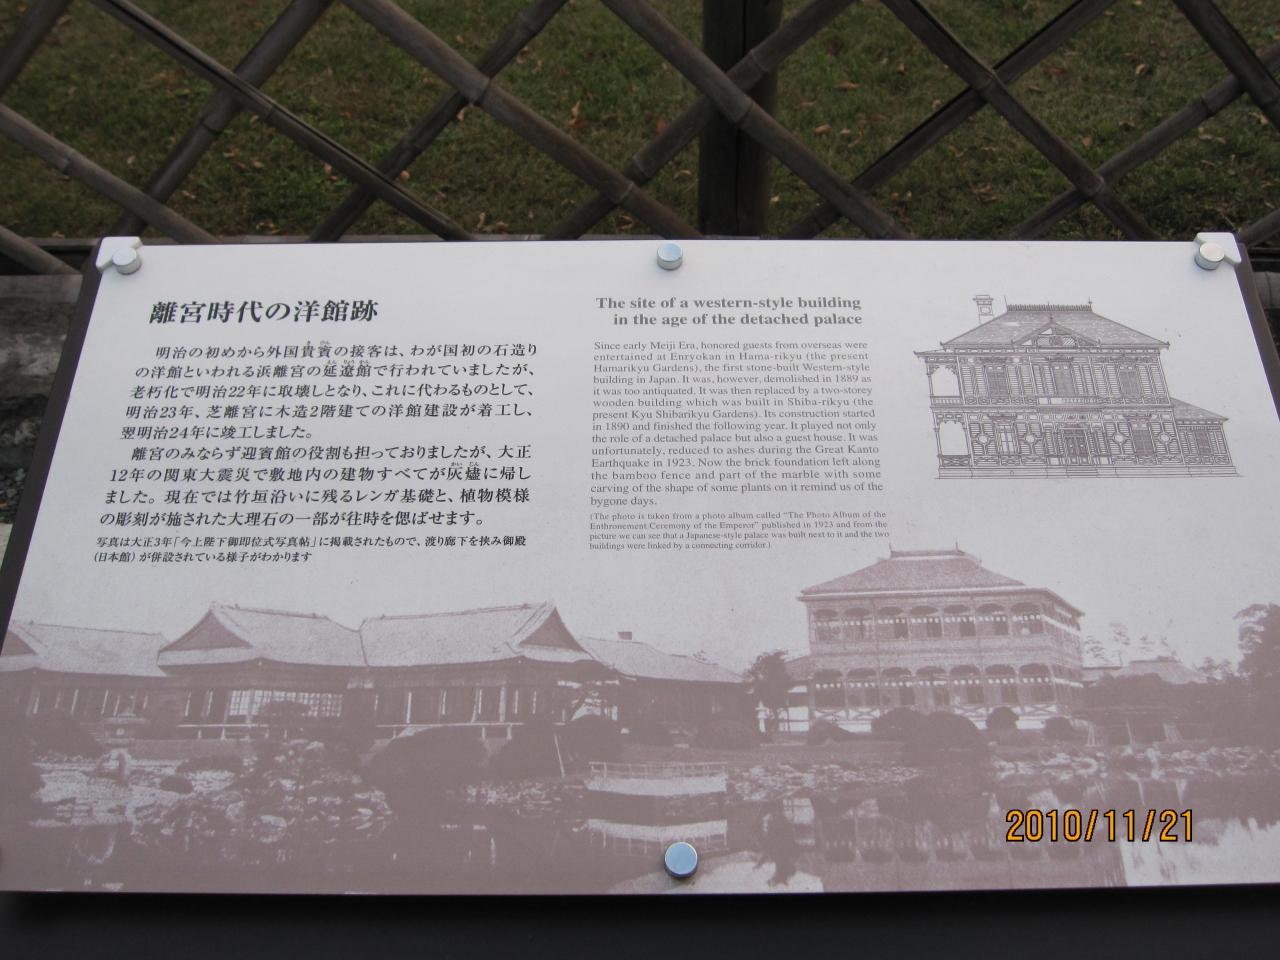 離宮時代の洋館跡
明治の初めから外国貴賓の接客は、わが国初の石造り
の洋館といわれる浜離宮の延遼館で行われていましたが、
老朽化で明治22年に取壊しとなり、これに代わるものとして、
明治23年、芝離宮に木造2階建ての洋館建設が着工し、
翌明治24年に竣工しました。
離宮のみならず迎賓館の役割も担っておりましたが、大正
12年の関東大震災で敷地内の建物すべてが灰燼に帰し
ました。現在では竹垣沿いに残るレンガ基礎と、植物模様
の彫刻が施された大理石の一部が往時を偲ばせます。
写真は大正3年「今上陛下御即位式写真帖」に掲載されたもので、渡り廊下を挟み御殿
（日本館）が併設されている様子がわかります
The site of a western-style building
in the age of the detached palace
Since early Meiji Era, honored guests from overseas were
entertained at Enryokan in Hama-rikyu (the present
Hamarikyu Gardens), the first stone-built Western-style
building in Japan. It was, however, demolished in 1889 as
it was too antiquated. It was then replaced by a two-storey
wooden building which was built in Shiba-rikyu (the
present Kyu Shibarikyu Gardens). Its construction started
in 1890 and finished the following year. It played not only
the role of a detached palace but also a guest house. It was
unfortunately, reduced to ashes during the Great Kanto
Earthquake in 1923. Now the brick foundation left along
the bamboo fence and part of the marble with some
carving of the shape of some plants on it remind us of the
bygone days.
(The photo is taken from a photo album called "The Photo Album of the
Enthronement Ceremony of the Emperor" published in 1923 and from the
picture we can see that a Japanese-style palace was built next to it and the two
buildings were linked by a connecting corridor.)
2010/11/21